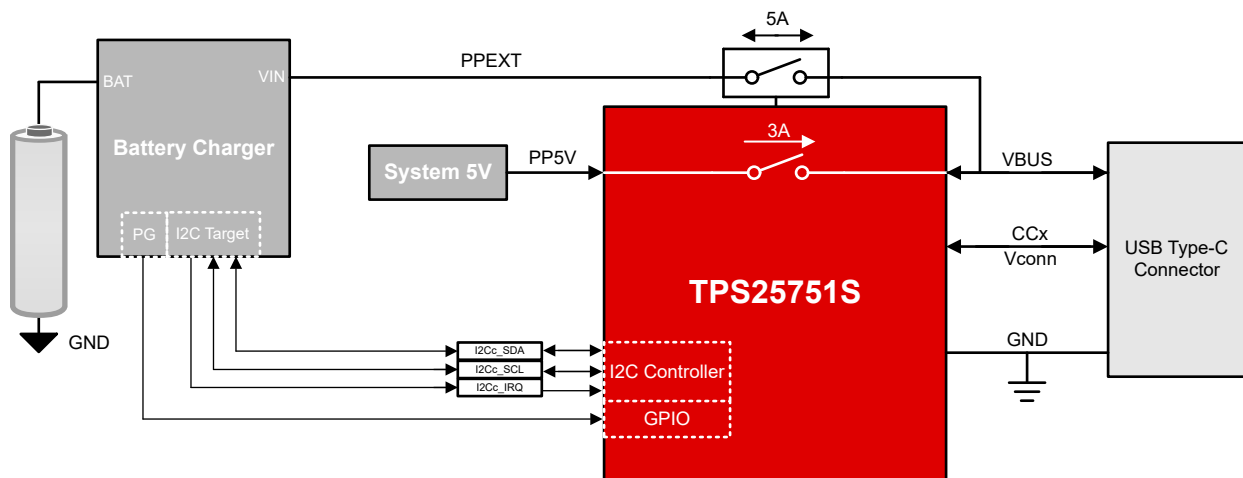 5A
PPEXT
BAT
VIN
Battery Charger
3A
PP5V
System 5V
VBUS
PG
I2C Target
CCx
Vconn
USB Type-C
Connector
TPS25751S
GND
GND
I2Cc_SDA
I2Cc_SCL
I2Cc_IRQ
I2C Controller
GPIO